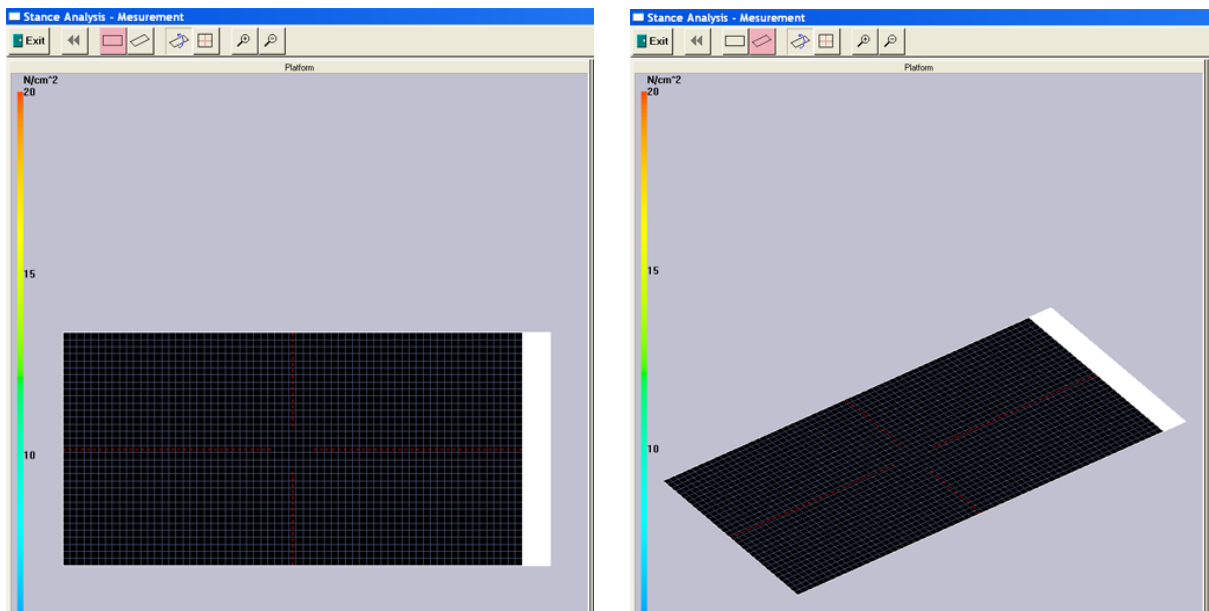 Stance Analysis - Mesurement
Exit
Platform
N/cm^2
20
15
10
Stance Analysis - Mesurement
Exit
Platform
N/cm^2
20
15
10